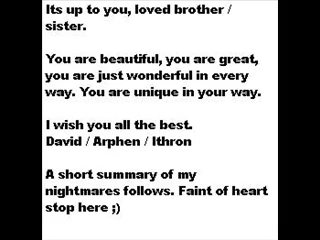 Its up to you, loved brother /
sister.
You are beautiful, you are great,
you are just wonderful in every
way. You are unique in your way.
I wish you all the best.
David / Arphen / Ithron
A short summary of my
nightmares follows. Faint of heart
stop here ;)